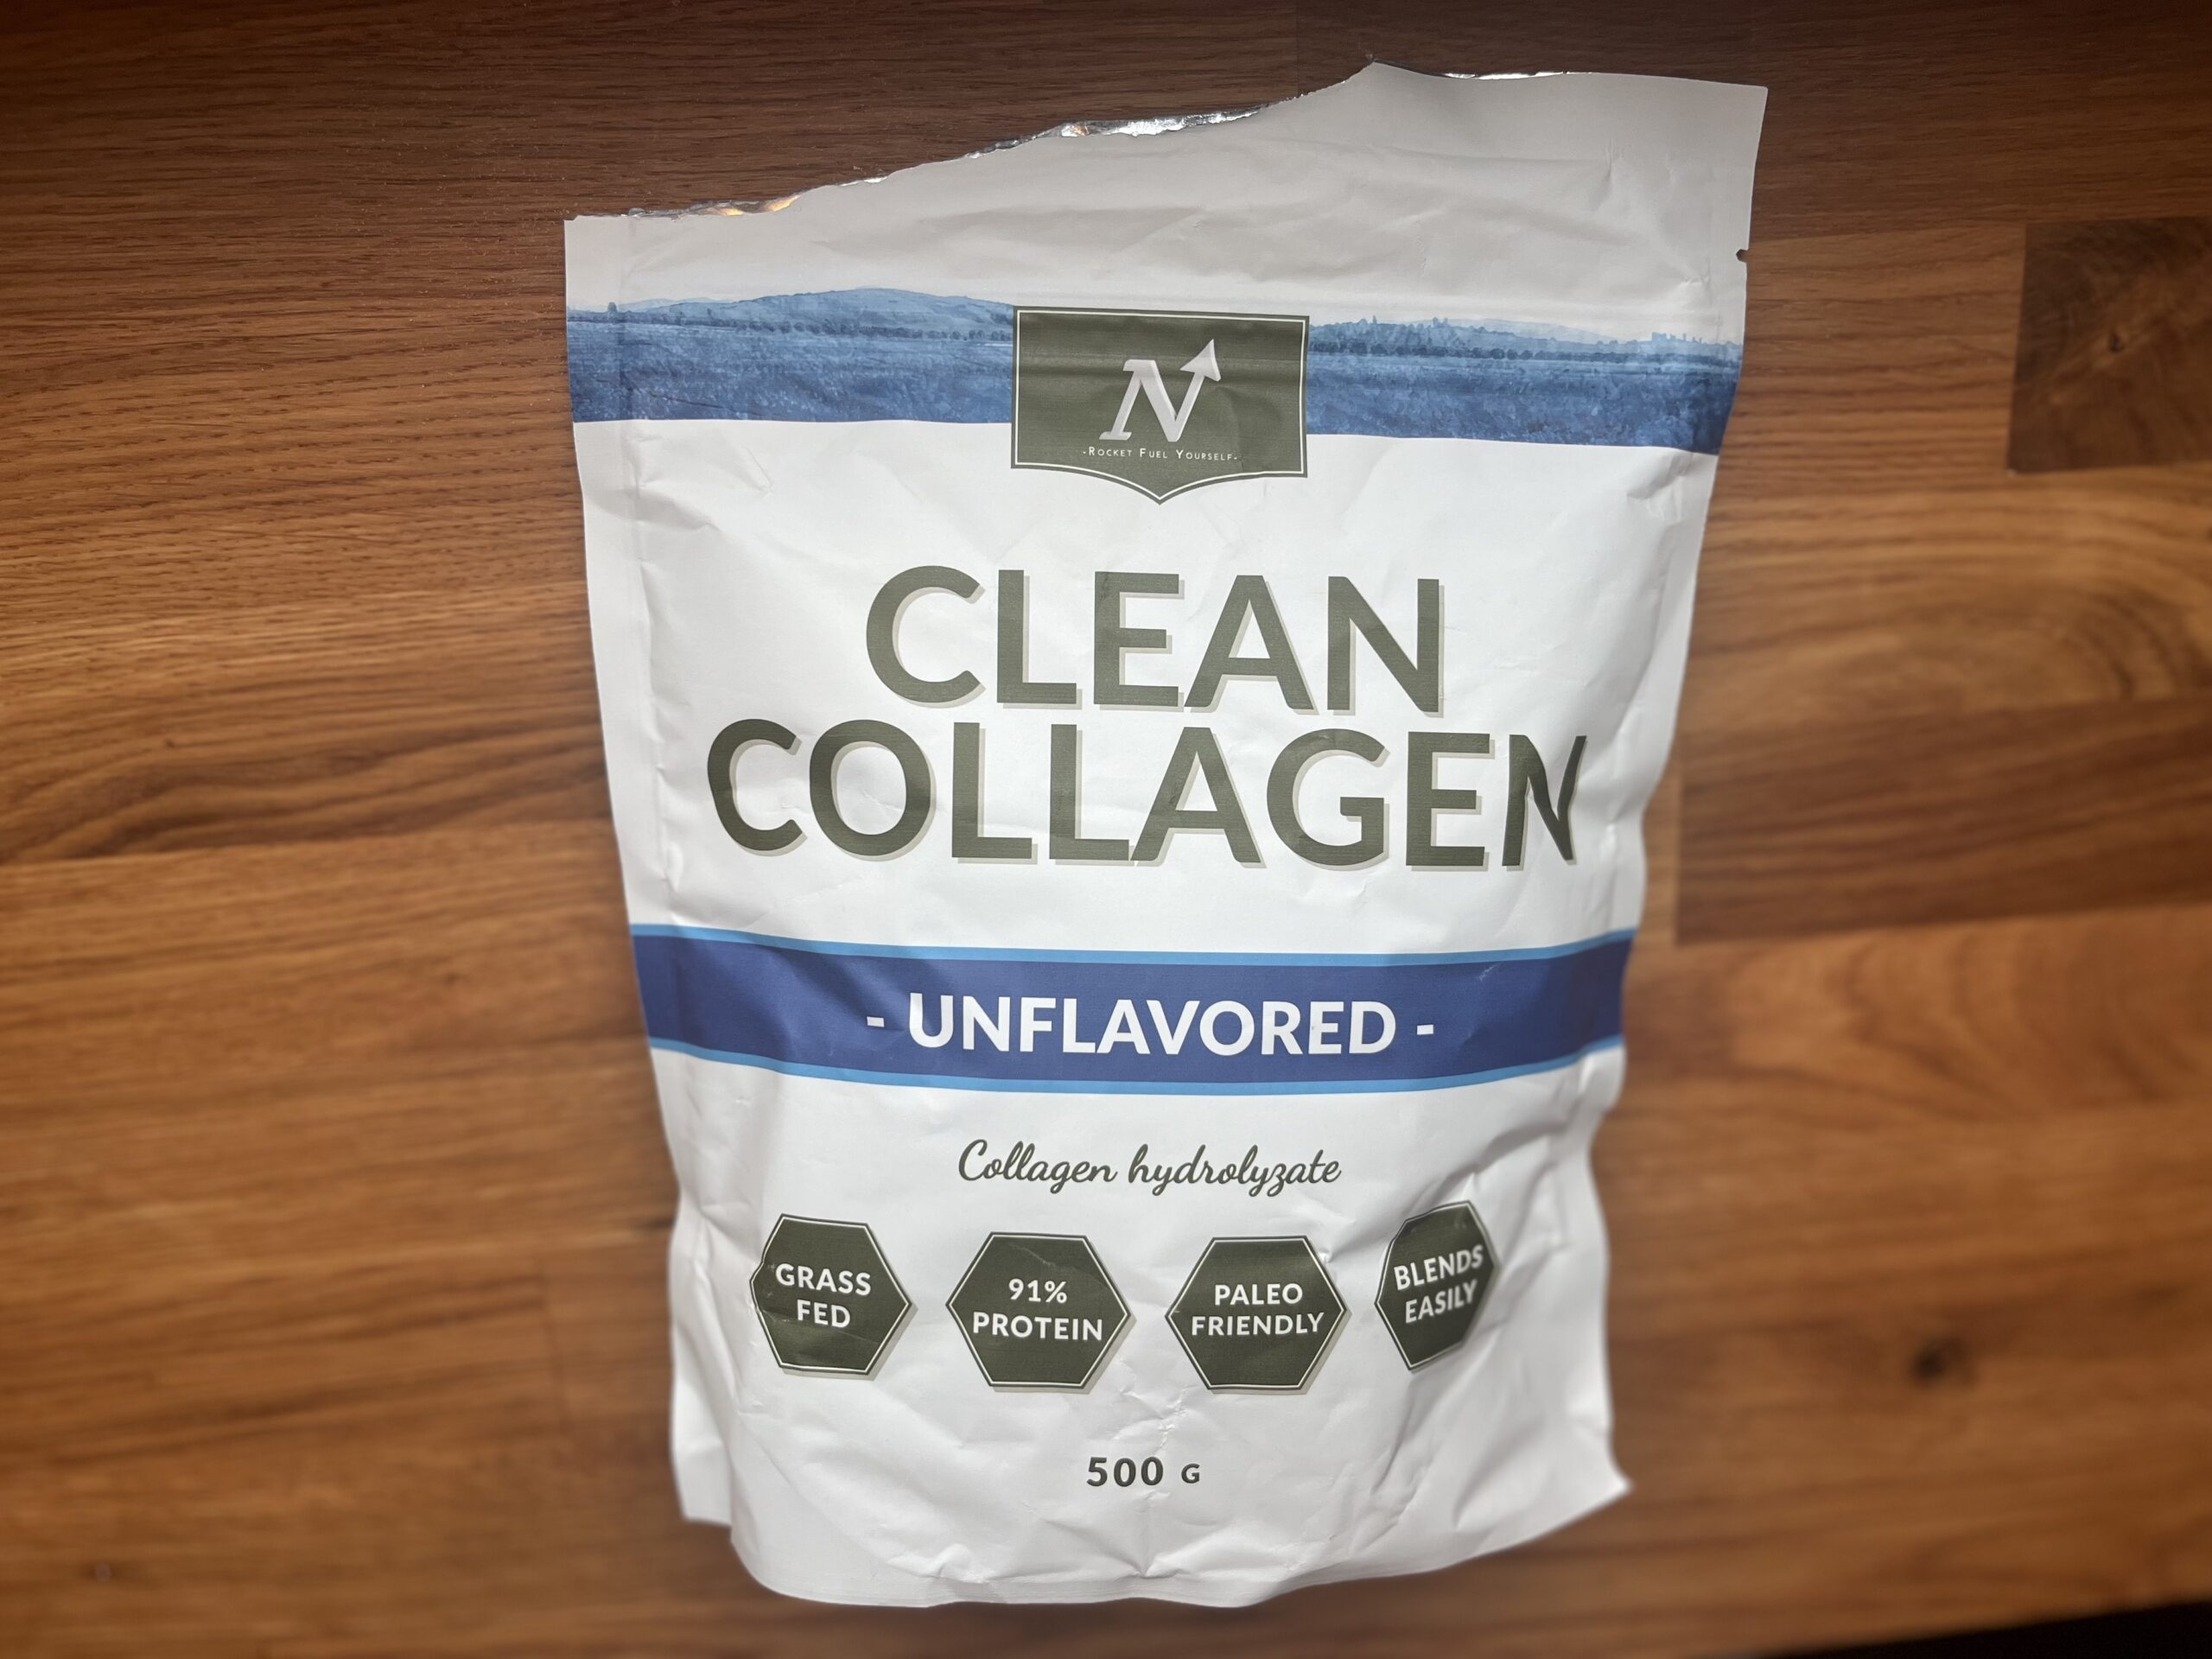 N
-Rocket Fuel Yourself-
CLEAN
COLLAGEN
- UNFLAVORED -
Collagen hydrolyzate
GRASS
FED
91%
PROTEIN
PALEO
FRIENDLY
BLENDS
EASILY
500 G